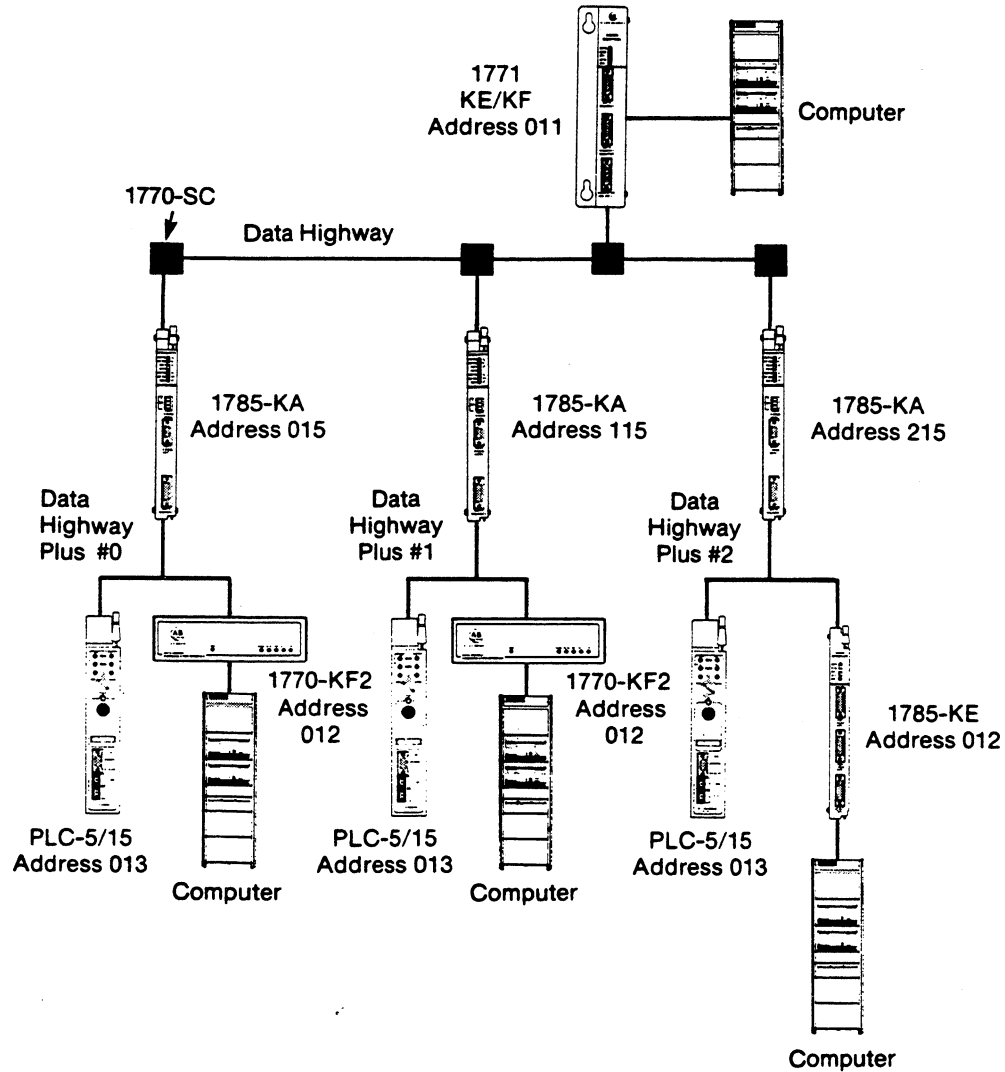 1771
KE/KF
Address 011
Computer
1770-SC
Data Highway
1785-KA
Address 015
1785-KA
Address 115
1785-KA
Address 215
Data
Highway
Plus #0
Data
Highway
Plus #1
Data
Highway
Plus #2
1770-KF2
Address
012
1770-KF2
Address
012
1785-KE
Address 012
PLC-5/15
Address 013
Computer
PLC-5/15
Address 013
Computer
PLC-5/15
Address 013
Computer